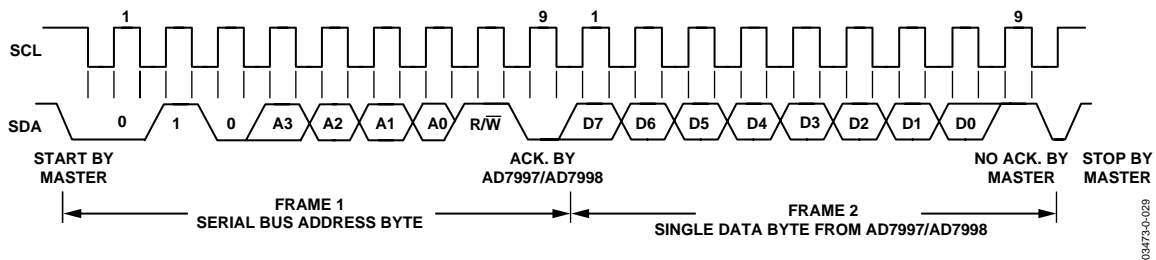 1 9 1 9
SCL
SDA 0 1 0 A3 A2 A1 A0 R/W̅ D7 D6 D5 D4 D3 D2 D1 D0
START BY
MASTER
ACK. BY
AD7997/AD7998
NO ACK. BY
MASTER
STOP BY
MASTER
FRAME 1
SERIAL BUS ADDRESS BYTE
FRAME 2
SINGLE DATA BYTE FROM AD7997/AD7998
03473-0-029